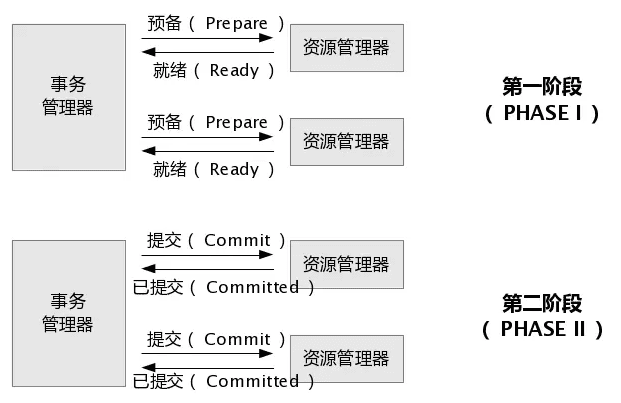 预备（ Prepare ）
资源管理器
就绪（ Ready ）
事务
管理器
第一阶段
（ PHASE I ）
预备（ Prepare ）
资源管理器
就绪（ Ready ）
提交（ Commit ）
资源管理器
已提交（ Committed ）
事务
管理器
第二阶段
（ PHASE II ）
提交（ Commit ）
资源管理器
已提交（ Committed ）